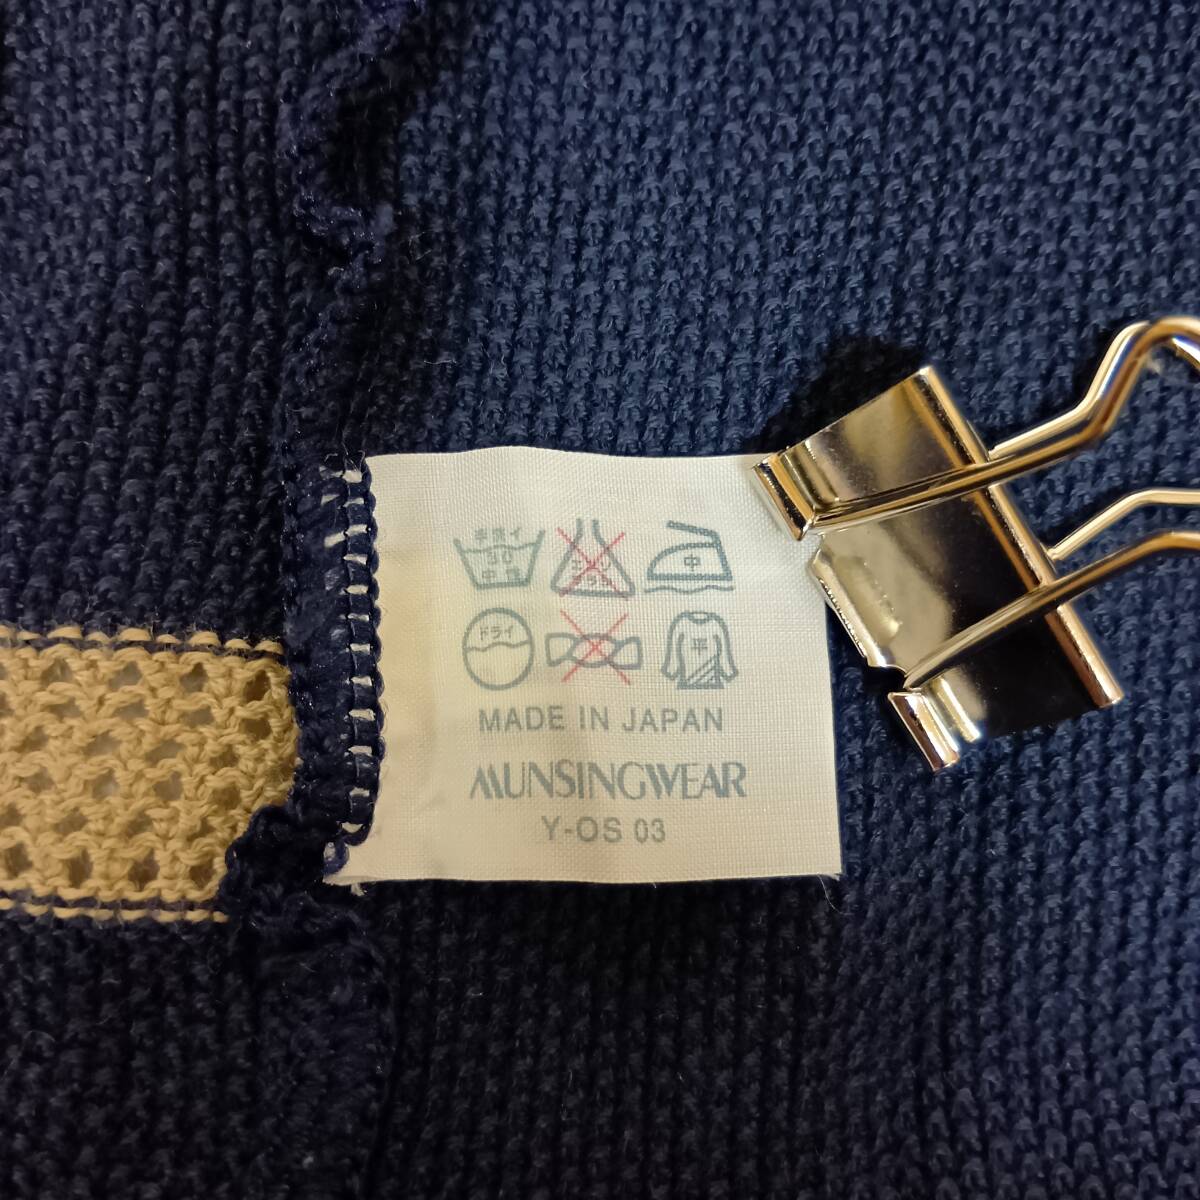 手洗イ
30
中性
エンソ
サラシ
中
ドライ
平
MADE IN JAPAN
MUNSINGWEAR
Y-OS 03